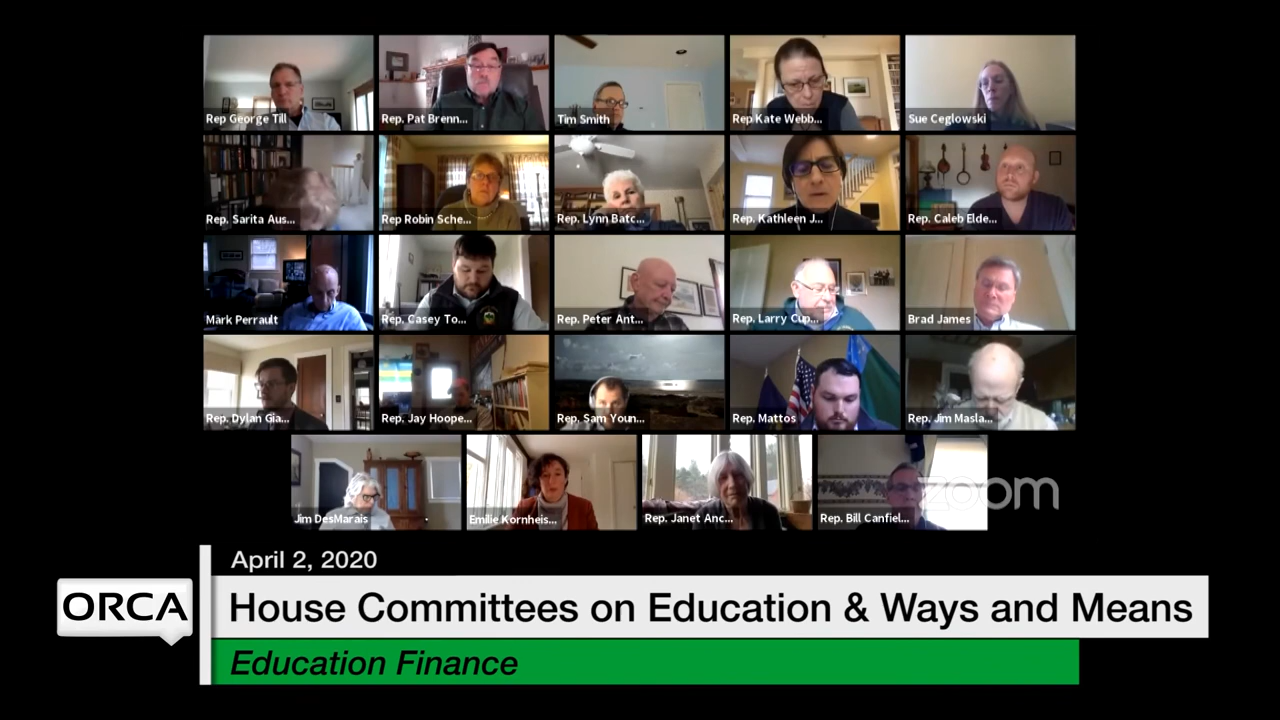 Rep George Till
Rep. Pat Brenn...
Tim Smith
Rep Kate Webb...
Sue Ceglowski
Rep. Sarita Aus...
Rep Robin Sche...
Rep. Lynn Batc...
Rep. Kathleen J...
Rep. Caleb Elde...
Mark Perrault
Rep. Casey To...
Rep. Peter Ant...
Rep. Larry Cup...
Brad James
Rep. Dylan Gia...
Rep. Jay Hoope...
Rep. Sam Youn...
Rep. Mattos
Rep. Jim Masla...
Jim DesMarais
Emilie Kornheis...
Rep. Janet Anc...
Rep. Bill Canfiel...
zoom
April 2, 2020
ORCA
House Committees on Education & Ways and Means
Education Finance